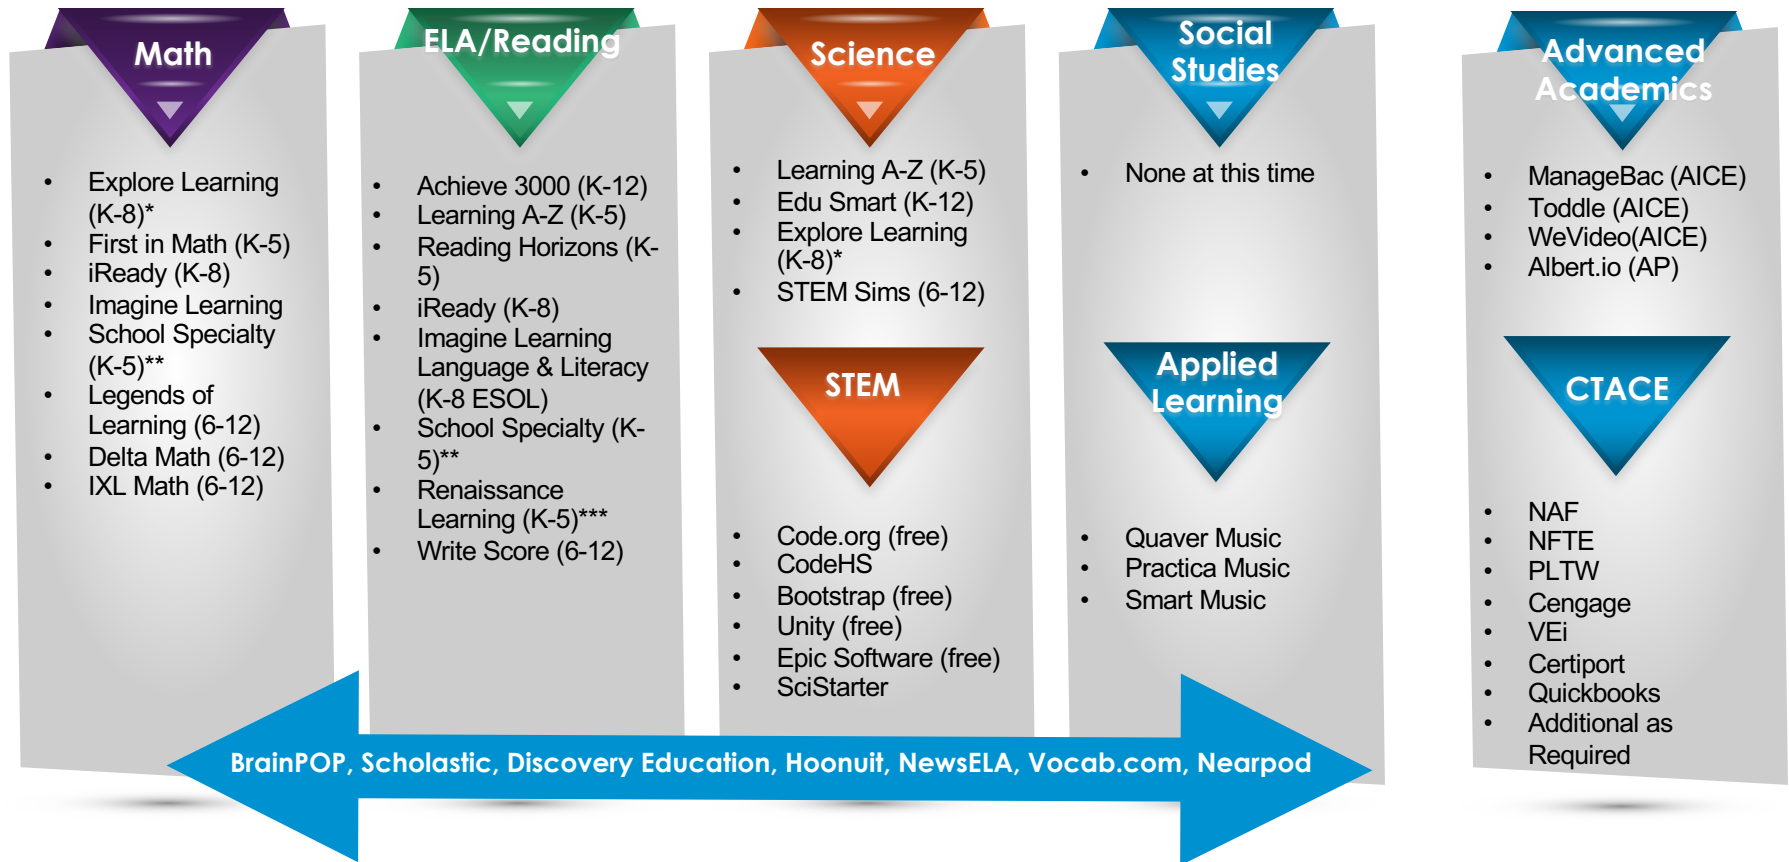 Math
• Explore Learning
(K-8)*
• First in Math (K-5)
• iReady (K-8)
• Imagine Learning
• School Specialty
(K-5)**
• Legends of
Learning (6-12)
• Delta Math (6-12)
• IXL Math (6-12)
ELA/Reading
• Achieve 3000 (K-12)
• Learning A-Z (K-5)
• Reading Horizons (K-
5)
• iReady (K-8)
• Imagine Learning
Language & Literacy
(K-8 ESOL)
• School Specialty (K-
5)**
• Renaissance
Learning (K-5)***
• Write Score (6-12)
Science
• Learning A-Z (K-5)
• Edu Smart (K-12)
• Explore Learning
(K-8)*
• STEM Sims (6-12)
STEM
• Code.org (free)
• CodeHS
• Bootstrap (free)
• Unity (free)
• Epic Software (free)
• SciStarter
Social
Studies
• None at this time
Applied
Learning
• Quaver Music
• Practica Music
• Smart Music
Advanced
Academics
• ManageBac (AICE)
• Toddle (AICE)
• WeVideo(AICE)
• Albert.io (AP)
CTACE
• NAF
• NFTE
• PLTW
• Cengage
• VEi
• Certiport
• Quickbooks
• Additional as
Required
BrainPOP, Scholastic, Discovery Education, Hoonuit, NewsELA, Vocab.com, Nearpod